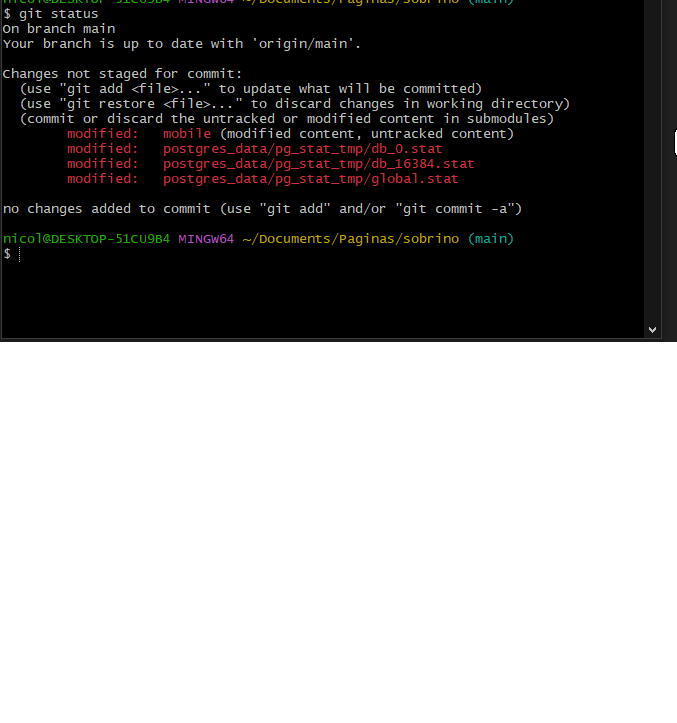 nicol@DESKTOP-51CU9B4 MINGW64 ~/Documents/Paginas/sobrino (main)
$ git status
On branch main
Your branch is up to date with 'origin/main'.
Changes not staged for commit:
  (use "git add <file>..." to update what will be committed)
  (use "git restore <file>..." to discard changes in working directory)
  (commit or discard the untracked or modified content in submodules)
        modified:   mobile (modified content, untracked content)
        modified:   postgres_data/pg_stat_tmp/db_0.stat
        modified:   postgres_data/pg_stat_tmp/db_16384.stat
        modified:   postgres_data/pg_stat_tmp/global.stat
no changes added to commit (use "git add" and/or "git commit -a")
nicol@DESKTOP-51CU9B4 MINGW64 ~/Documents/Paginas/sobrino (main)
$